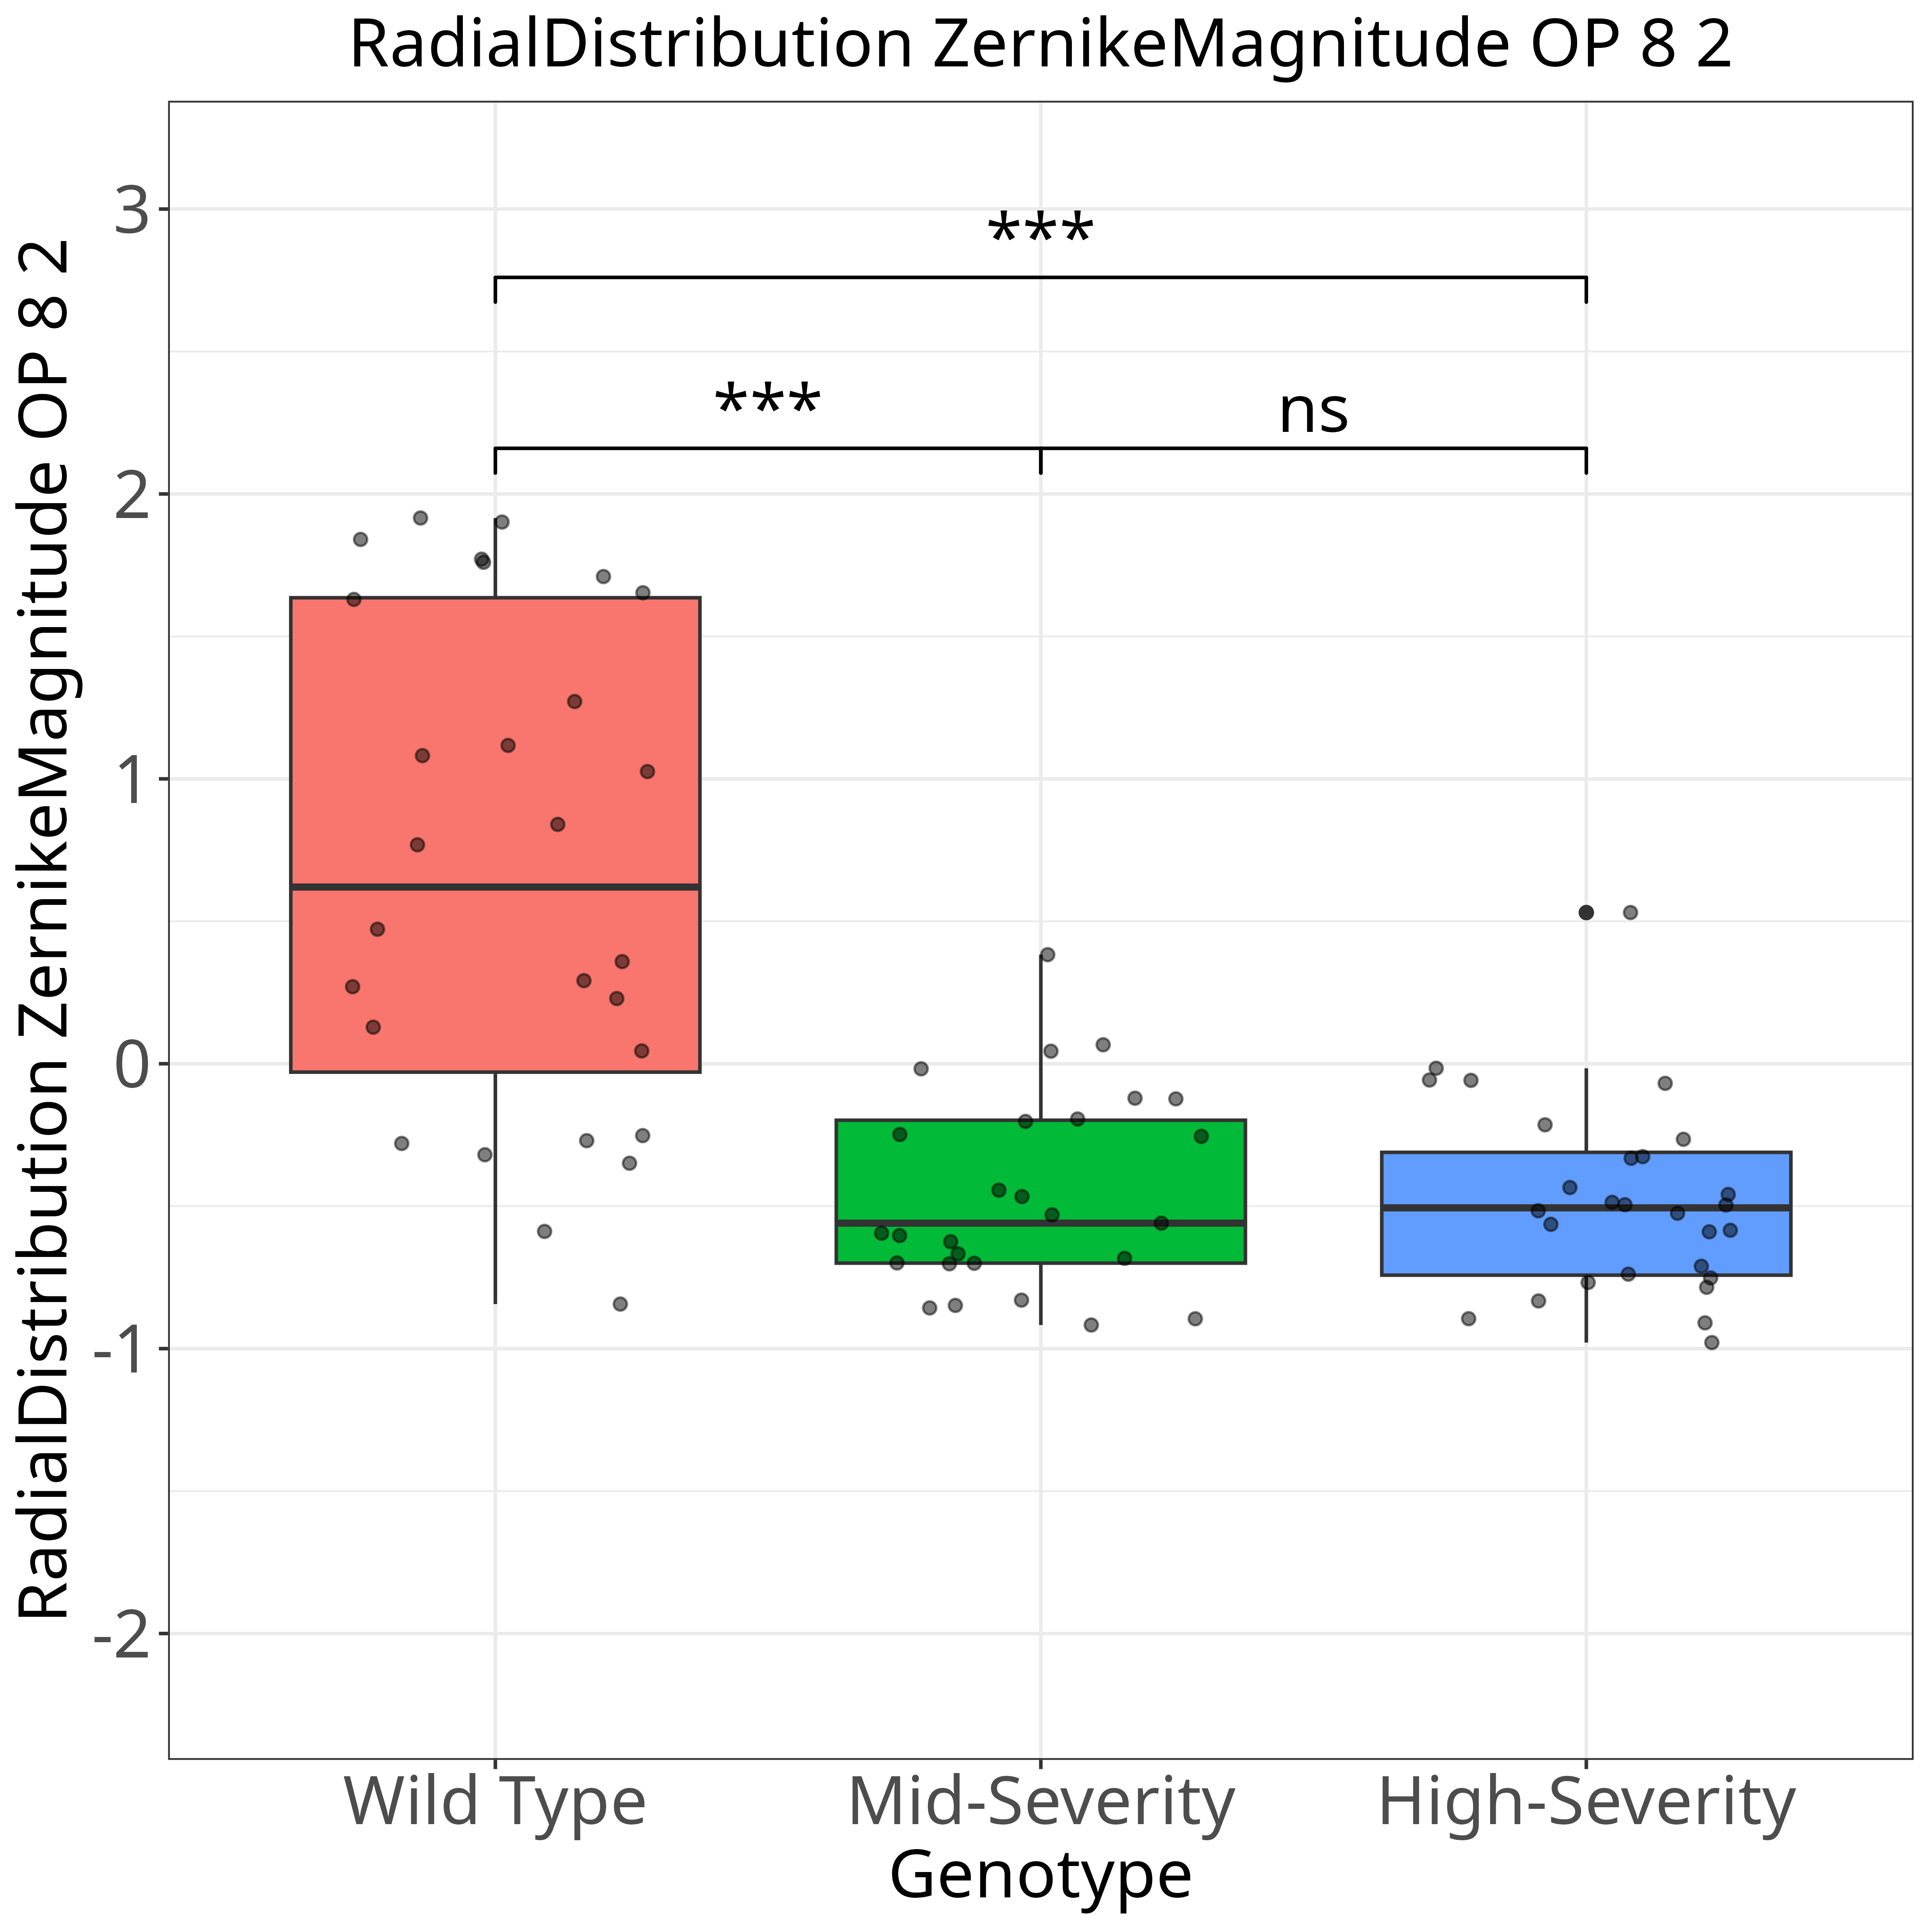 RadialDistribution ZernikeMagnitude OP 8 2
RadialDistribution ZernikeMagnitude OP 8 2
3
2
1
0
-1
-2
***
***
ns
Wild Type
Mid-Severity
High-Severity
Genotype